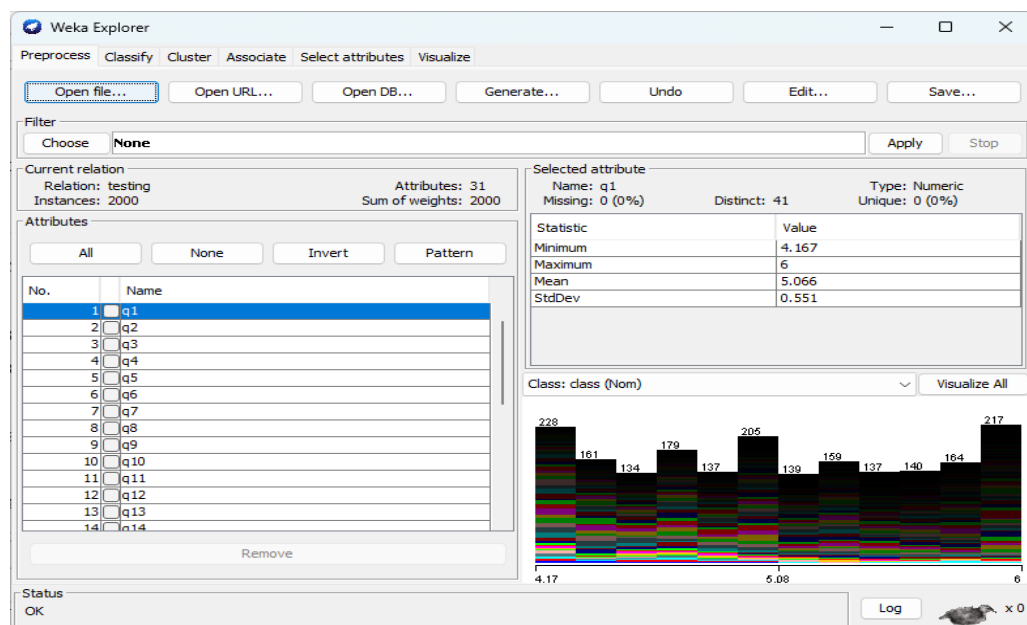 Weka Explorer
Preprocess Classify Cluster Associate Select attributes Visualize
Open file... Open URL... Open DB... Generate... Undo Edit... Save...
Filter
Choose None Apply Stop
Current relation
Relation: testing Attributes: 31
Instances: 2000 Sum of weights: 2000
Attributes
All None Invert Pattern
No. Name
1 q1
2 q2
3 q3
4 q4
5 q5
6 q6
7 q7
8 q8
9 q9
10 q10
11 q11
12 q12
13 q13
14 q14
Remove
Selected attribute
Name: q1 Type: Numeric
Missing: 0 (0%) Distinct: 41 Unique: 0 (0%)
Statistic Value
Minimum 4.167
Maximum 6
Mean 5.066
StdDev 0.551
Class: class (Nom) Visualize All
228 161 134 179 137 205 139 159 137 140 164 217
4.17 5.08 6
Status
OK Log x 0